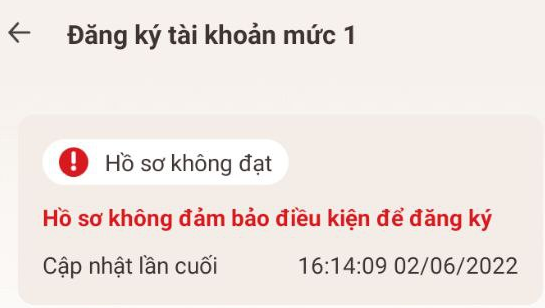 Đăng ký tài khoản mức 1
Hồ sơ không đạt
Hồ sơ không đảm bảo điều kiện để đăng ký
Cập nhật lần cuối 16:14:09 02/06/2022